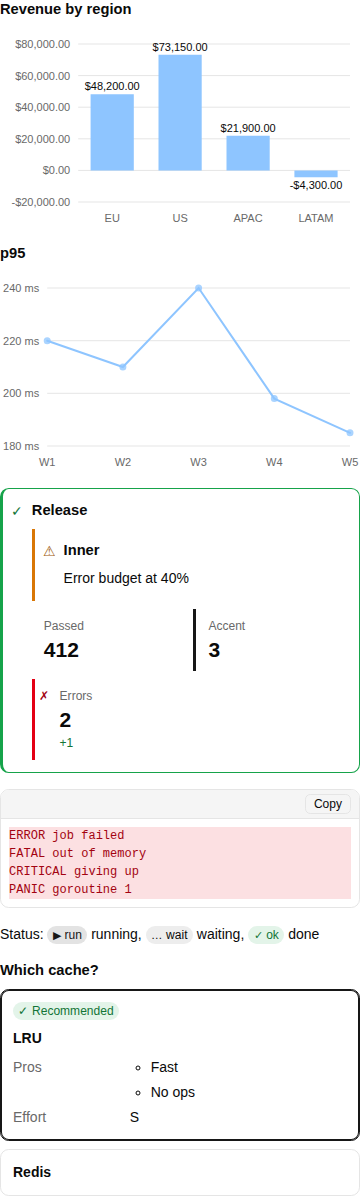 Revenue by region
$80,000.00
$60,000.00
$40,000.00
$20,000.00
$0.00
-$20,000.00
$48,200.00
$73,150.00
$21,900.00
-$4,300.00
EU US APAC LATAM
p95
240 ms
220 ms
200 ms
180 ms
W1 W2 W3 W4 W5
✓ Release
⚠ Inner
Error budget at 40%
Passed
412
Accent
3
✗ Errors
2
+1
Copy
ERROR job failed
FATAL out of memory
CRITICAL giving up
PANIC goroutine 1
Status: ▶ run running, … wait waiting, ✓ ok done
Which cache?
✓ Recommended
LRU
Pros
◦ Fast
◦ No ops
Effort S
Redis